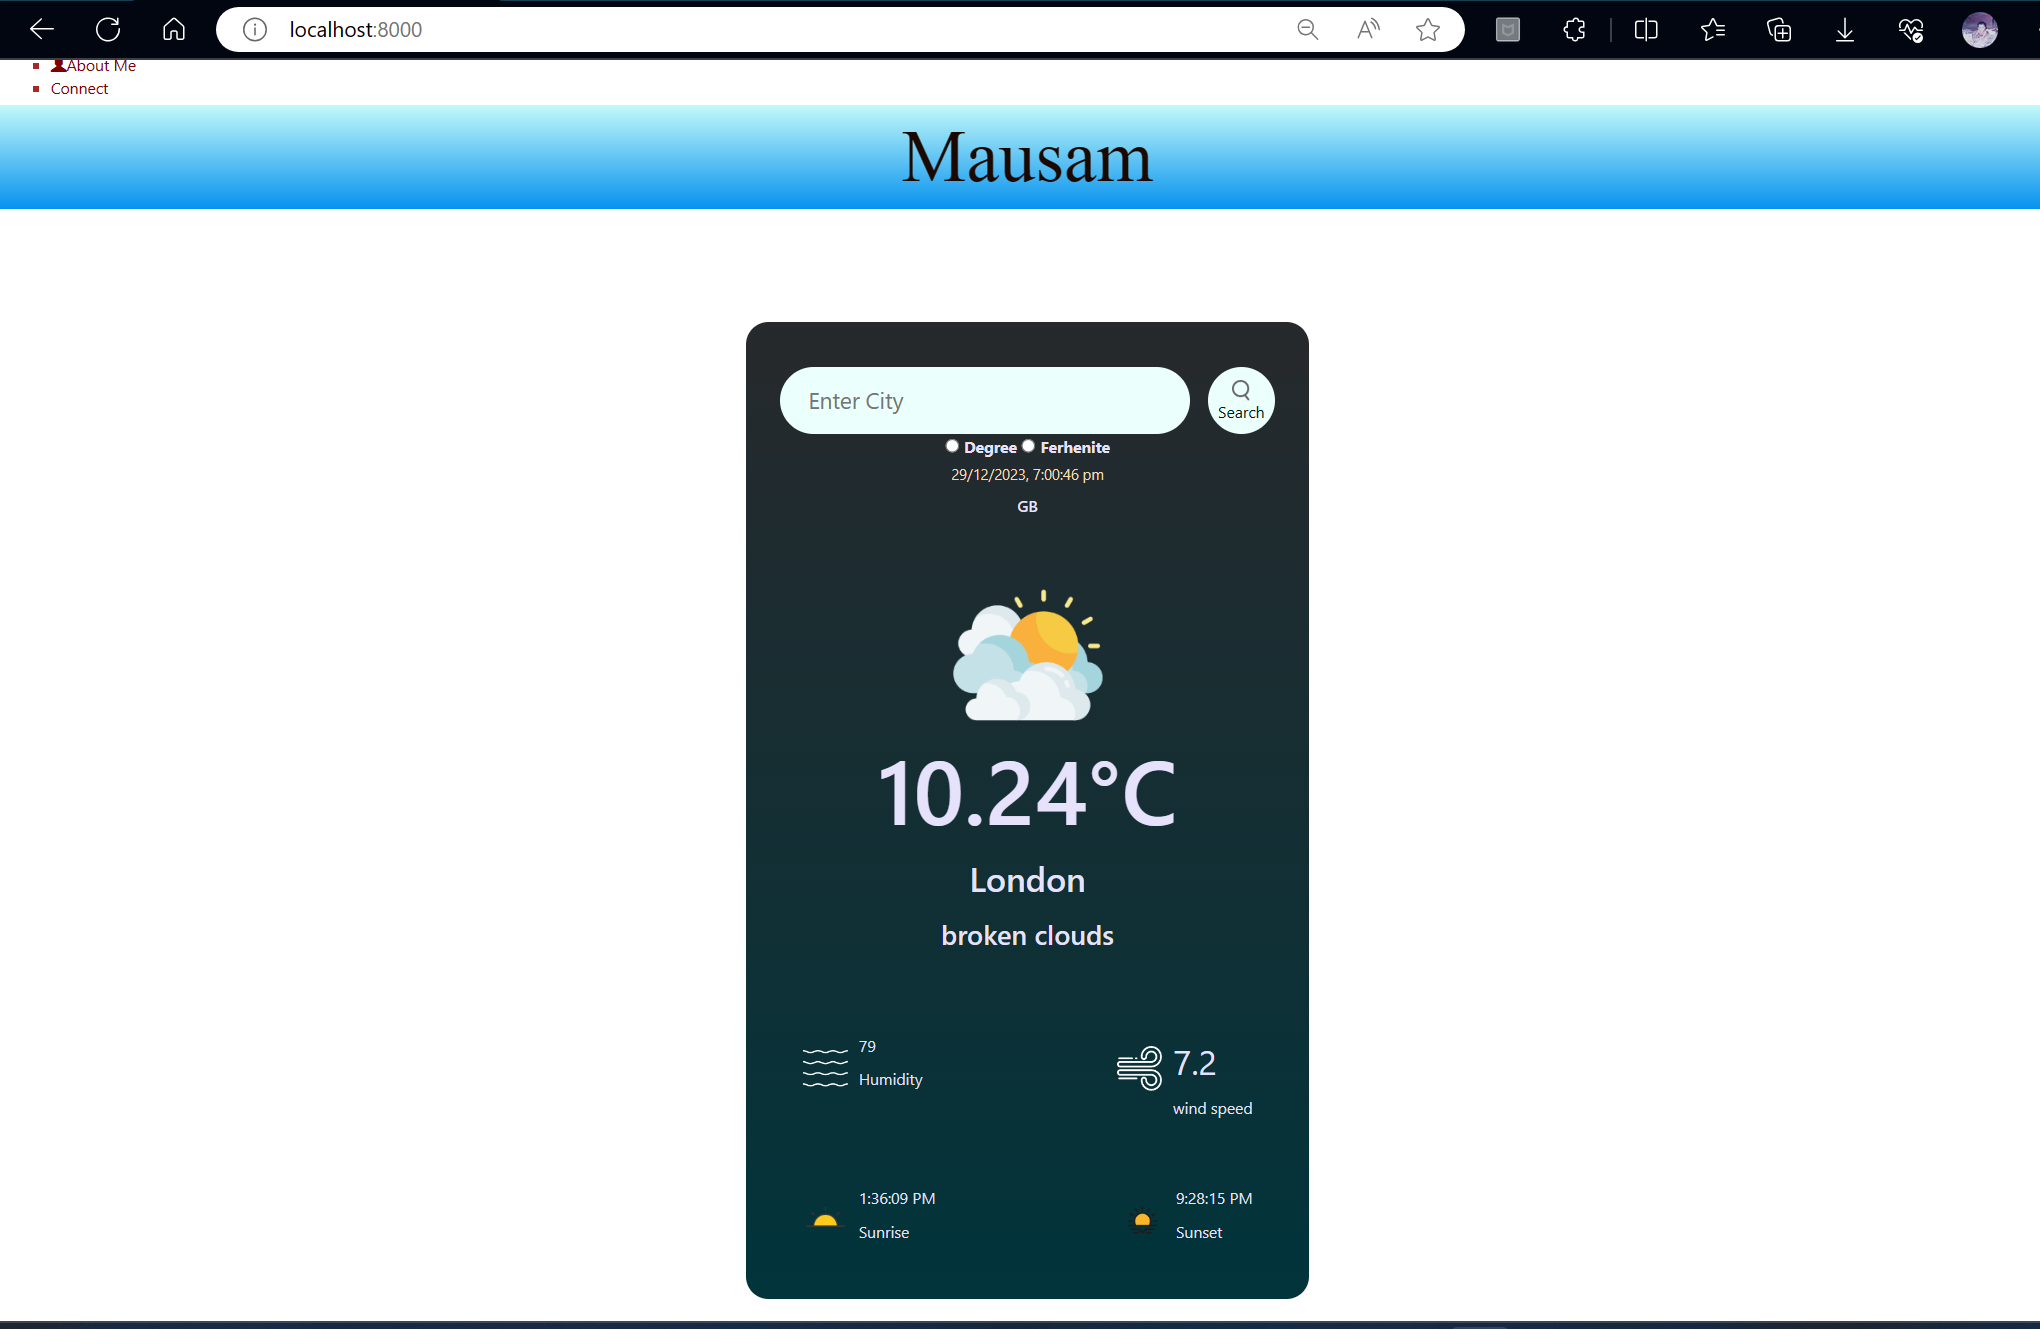 localhost:8000
About Me
Connect
Mausam
Enter City
Search
Degree Ferhenite
29/12/2023, 7:00:46 pm
GB
10.24°C
London
broken clouds
79
Humidity
7.2
wind speed
1:36:09 PM
Sunrise
9:28:15 PM
Sunset